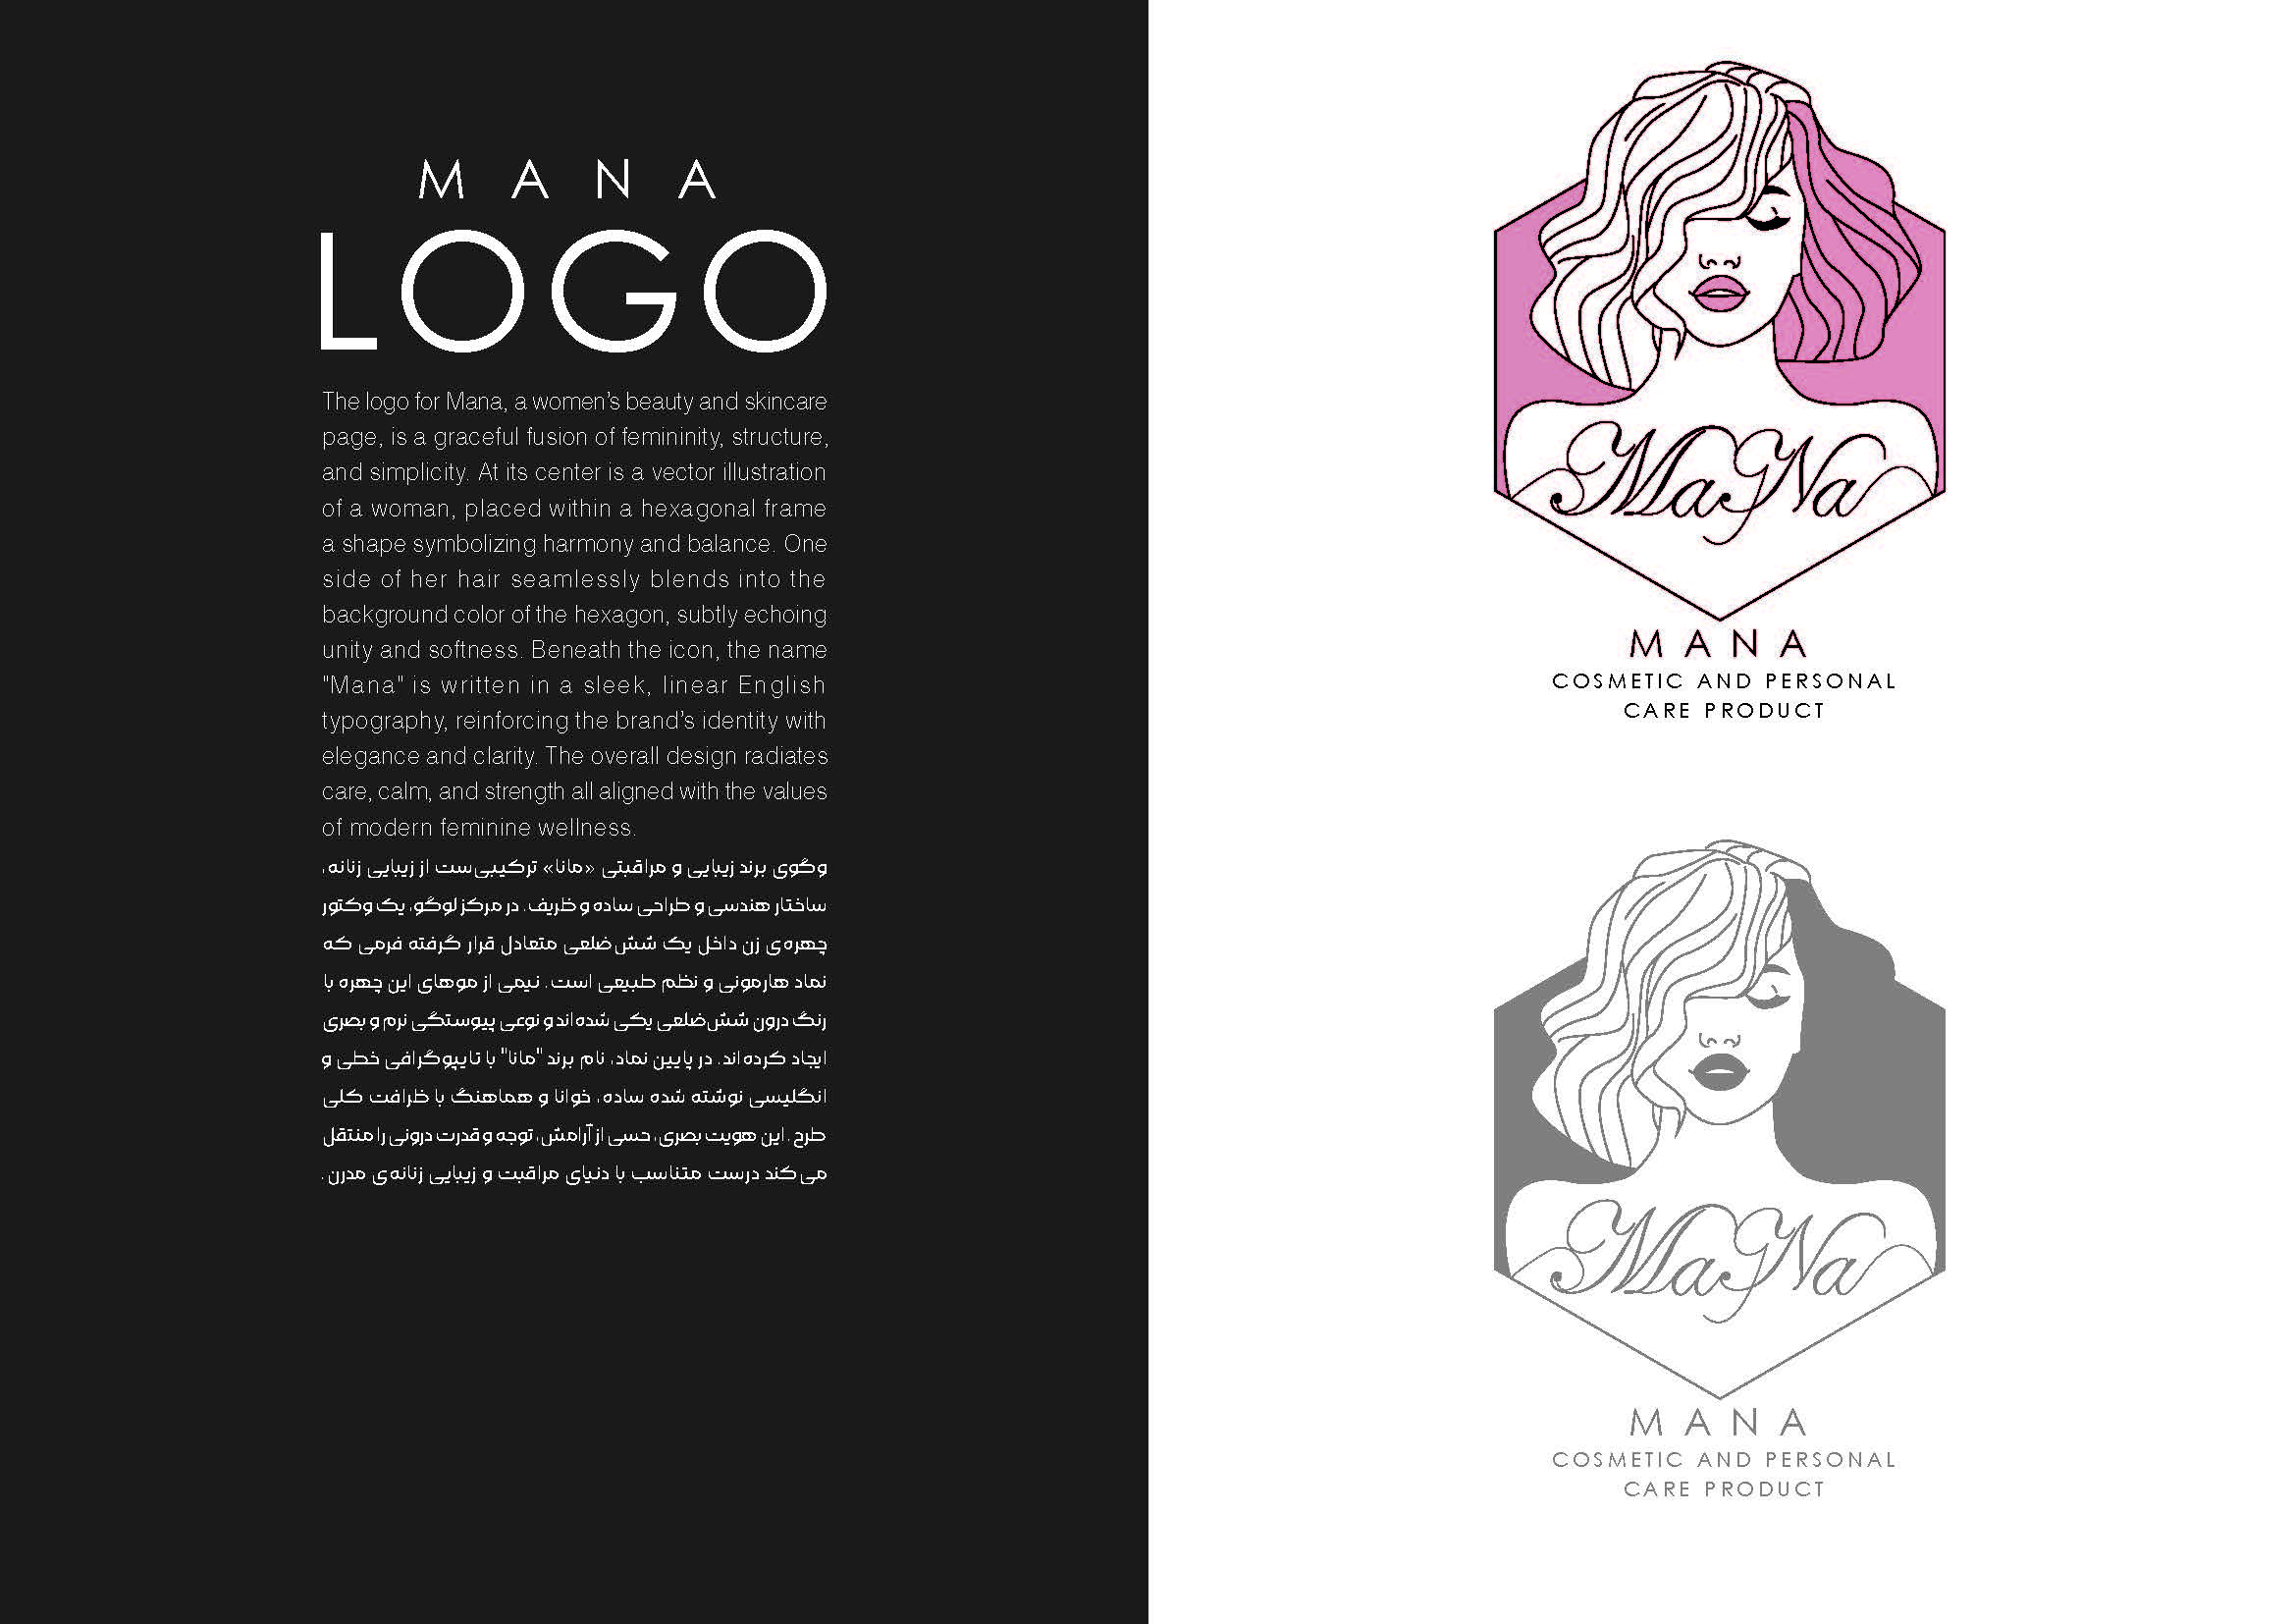 MANA
LOGO
The logo for Mana, a women's beauty and skincare
page, is a graceful fusion of femininity, structure,
and simplicity. At its center is a vector illustration
of a woman, placed within a hexagonal frame
a shape symbolizing harmony and balance. One
side of her hair seamlessly blends into the
background color of the hexagon, subtly echoing
unity and softness. Beneath the icon, the name
"Mana" is written in a sleek, linear English
typography, reinforcing the brand's identity with
elegance and clarity. The overall design radiates
care, calm, and strength all aligned with the values
of modern feminine wellness.
وگوی برند زیبایی و مراقبتی «مانا» ترکیبی‌ست از زیبایی زنانه،
ساختار هندسی و طراحی ساده و ظریف. در مرکز لوگو، یک وکتور
چهره‌ی زن داخل یک شش ضلعی متعادل قرار گرفته فرمی که
نماد هارمونی و نظم طبیعی است. نیمی از موهای این چهره با
رنگ درون شش‌ضلعی یکی شده‌اند و نوعی پیوستگی نرم و بصری
ایجاد کرده‌اند. در پایین نماد، نام برند "مانا" با تایپوگرافی خطی و
انگلیسی نوشته شده ساده، خوانا و هماهنگ با ظرافت کلی
طرح. این هویت بصری، حسی از آرامش، توجه و قدرت درونی را منتقل
می‌کند درست متناسب با دنیای مراقبت و زیبایی زنانه‌ی مدرن.
MaNa
MANA
COSMETIC AND PERSONAL
CARE PRODUCT
MaNa
MANA
COSMETIC AND PERSONAL
CARE PRODUCT